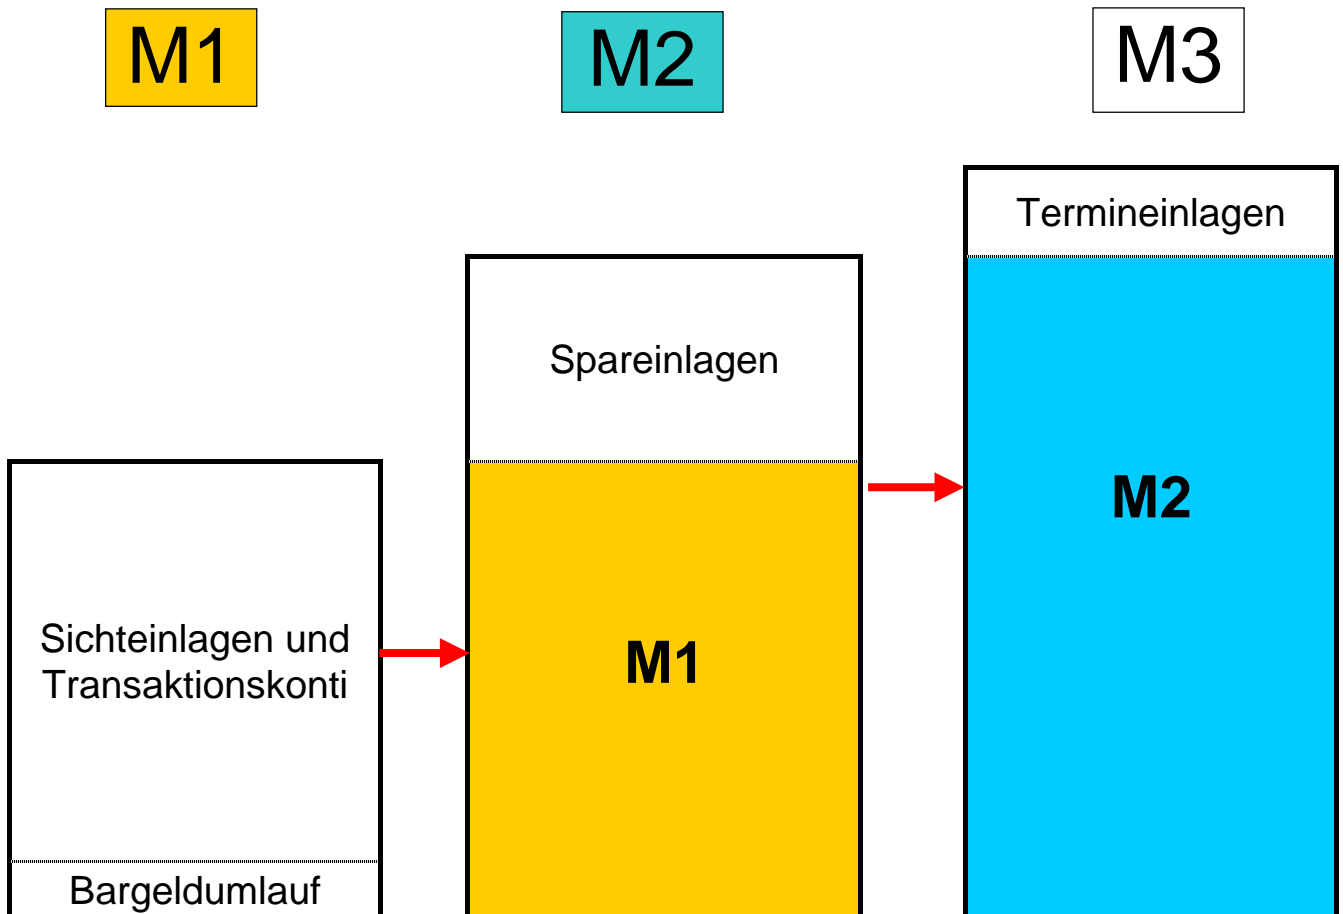 M1
M2
M3
Termineinlagen
Spareinlagen
M2
Sichteinlagen und
Transaktionskonti
M1
Bargeldumlauf